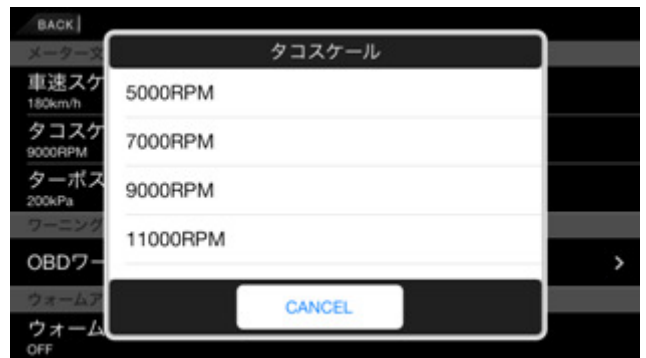 BACK
タコスケール
メーター文
車速スケ
180km/h
5000RPM
タコスケ
9000RPM
7000RPM
ターボス
200kPa
9000RPM
ワーニング
11000RPM
OBDワー
>
ウォームア
CANCEL
ウォーム
OFF